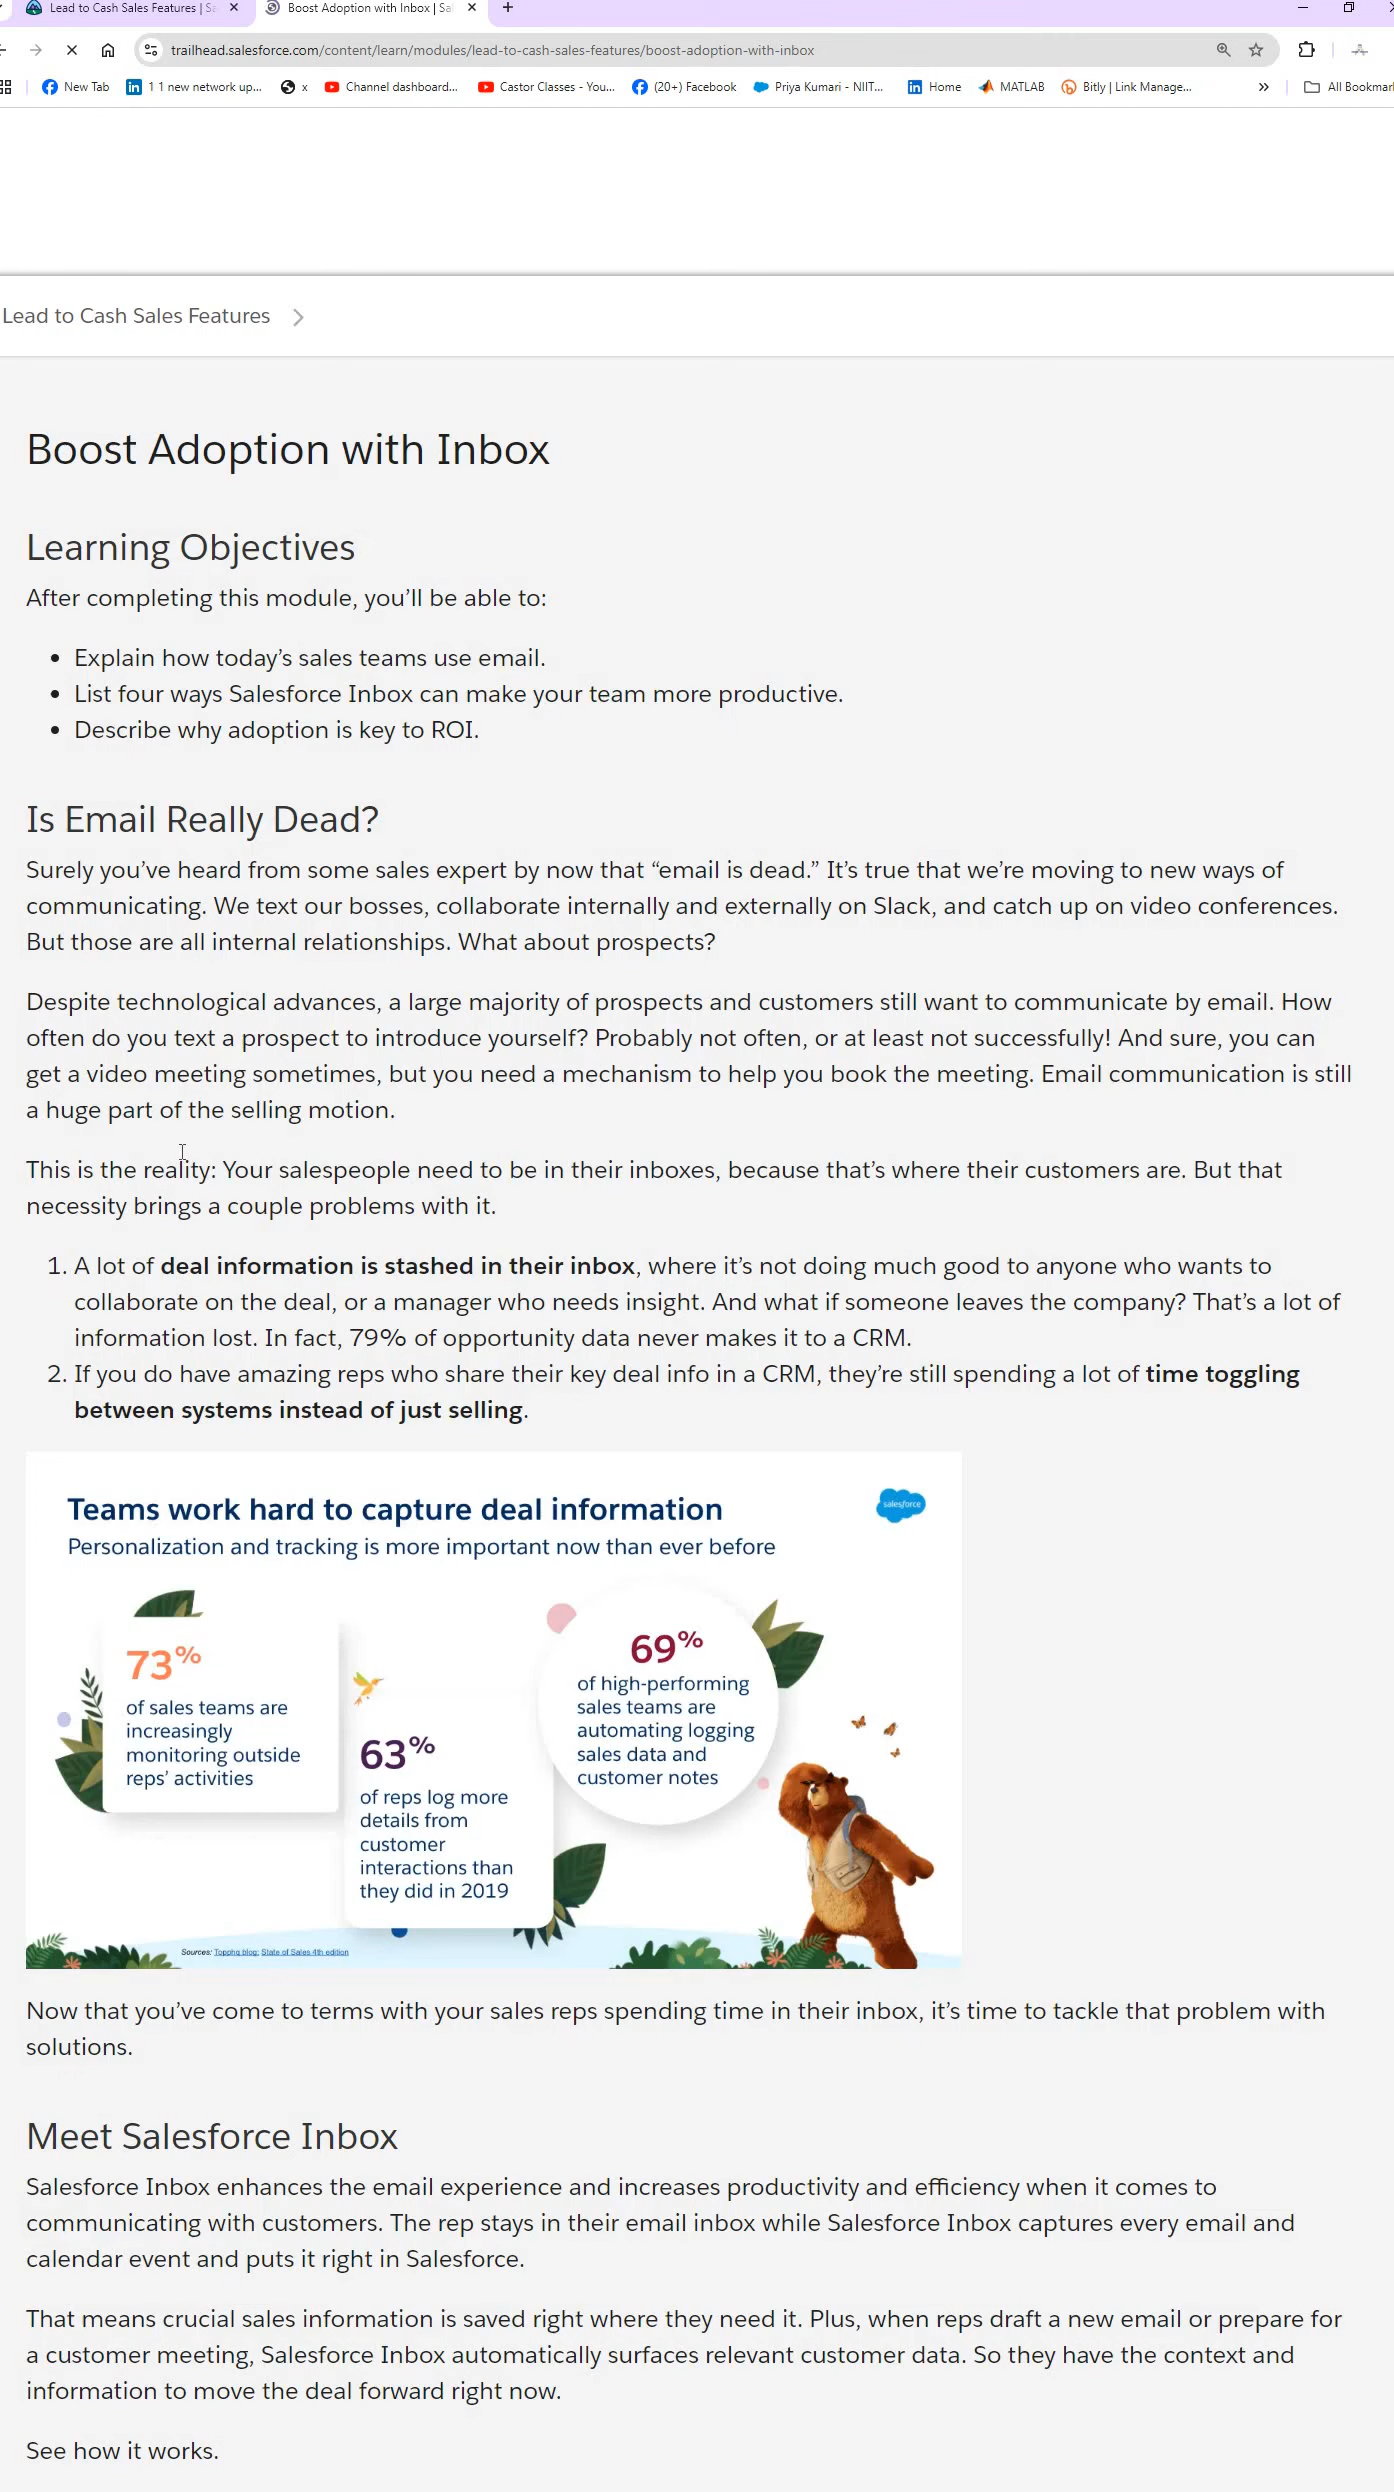 Lead to Cash Sales Features | Sa
Boost Adoption with Inbox | Sal
trailhead.salesforce.com/content/learn/modules/lead-to-cash-sales-features/boost-adoption-with-inbox
New Tab
1 1 new network up...
x
Channel dashboard...
Castor Classes - You...
(20+) Facebook
Priya Kumari - NIIT...
Home
MATLAB
Bitly | Link Manage...
»
All Bookmar
Lead to Cash Sales Features
Boost Adoption with Inbox
Learning Objectives
After completing this module, you’ll be able to:
• Explain how today’s sales teams use email.
• List four ways Salesforce Inbox can make your team more productive.
• Describe why adoption is key to ROI.
Is Email Really Dead?
Surely you’ve heard from some sales expert by now that “email is dead.” It’s true that we’re moving to new ways of
communicating. We text our bosses, collaborate internally and externally on Slack, and catch up on video conferences.
But those are all internal relationships. What about prospects?
Despite technological advances, a large majority of prospects and customers still want to communicate by email. How
often do you text a prospect to introduce yourself? Probably not often, or at least not successfully! And sure, you can
get a video meeting sometimes, but you need a mechanism to help you book the meeting. Email communication is still
a huge part of the selling motion.
This is the reality: Your salespeople need to be in their inboxes, because that’s where their customers are. But that
necessity brings a couple problems with it.
1. A lot of deal information is stashed in their inbox, where it’s not doing much good to anyone who wants to
collaborate on the deal, or a manager who needs insight. And what if someone leaves the company? That’s a lot of
information lost. In fact, 79% of opportunity data never makes it to a CRM.
2. If you do have amazing reps who share their key deal info in a CRM, they’re still spending a lot of time toggling
between systems instead of just selling.
Teams work hard to capture deal information
salesforce
Personalization and tracking is more important now than ever before
73%
of sales teams are
increasingly
monitoring outside
reps’ activities
63%
of reps log more
details from
customer
interactions than
they did in 2019
69%
of high-performing
sales teams are
automating logging
sales data and
customer notes
Sources: Topphq blog; State of Sales 4th edition
Now that you’ve come to terms with your sales reps spending time in their inbox, it’s time to tackle that problem with
solutions.
Meet Salesforce Inbox
Salesforce Inbox enhances the email experience and increases productivity and efficiency when it comes to
communicating with customers. The rep stays in their email inbox while Salesforce Inbox captures every email and
calendar event and puts it right in Salesforce.
That means crucial sales information is saved right where they need it. Plus, when reps draft a new email or prepare for
a customer meeting, Salesforce Inbox automatically surfaces relevant customer data. So they have the context and
information to move the deal forward right now.
See how it works.